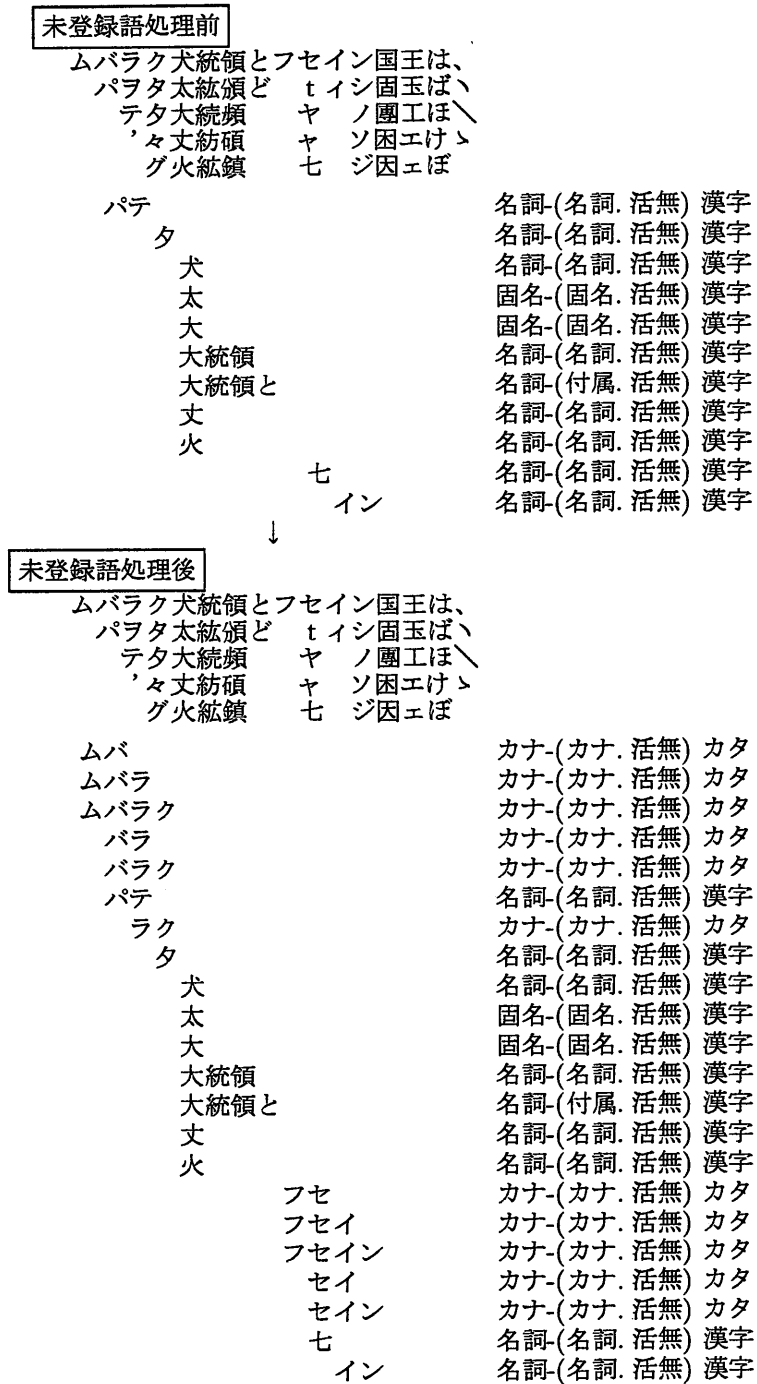 未登録語処理前
ムバラク犬統領とフセイン国王は、
パヲタ太紘頒ど tィシ固玉ばヽ
テ夕大続頻 ヤ ノ團工ほ＼
’々丈紡碩 ャ ソ困エけゝ
グ火紘鎮 七 ジ因ェぼ
パテ 名詞-(名詞. 活無) 漢字
夕 名詞-(名詞. 活無) 漢字
犬 名詞-(名詞. 活無) 漢字
太 固名-(固名. 活無) 漢字
大 固名-(固名. 活無) 漢字
大統領 名詞-(名詞. 活無) 漢字
大統領と 名詞-(付属. 活無) 漢字
丈 名詞-(名詞. 活無) 漢字
火 名詞-(名詞. 活無) 漢字
七 名詞-(名詞. 活無) 漢字
イン 名詞-(名詞. 活無) 漢字
↓
未登録語処理後
ムバラク犬統領とフセイン国王は、
パヲタ太紘頒ど tィシ固玉ばヽ
テ夕大続頻 ヤ ノ團工ほ＼
’々丈紡碩 ャ ソ困エけゝ
グ火紘鎮 七 ジ因ェぼ
ムバ カナ-(カナ. 活無) カタ
ムバラ カナ-(カナ. 活無) カタ
ムバラク カナ-(カナ. 活無) カタ
バラ カナ-(カナ. 活無) カタ
バラク カナ-(カナ. 活無) カタ
パテ 名詞-(名詞. 活無) 漢字
ラク カナ-(カナ. 活無) カタ
夕 名詞-(名詞. 活無) 漢字
犬 名詞-(名詞. 活無) 漢字
太 固名-(固名. 活無) 漢字
大 固名-(固名. 活無) 漢字
大統領 名詞-(名詞. 活無) 漢字
大統領と 名詞-(付属. 活無) 漢字
丈 名詞-(名詞. 活無) 漢字
火 名詞-(名詞. 活無) 漢字
フセ カナ-(カナ. 活無) カタ
フセイ カナ-(カナ. 活無) カタ
フセイン カナ-(カナ. 活無) カタ
セイ カナ-(カナ. 活無) カタ
セイン カナ-(カナ. 活無) カタ
七 名詞-(名詞. 活無) 漢字
イン 名詞-(名詞. 活無) 漢字